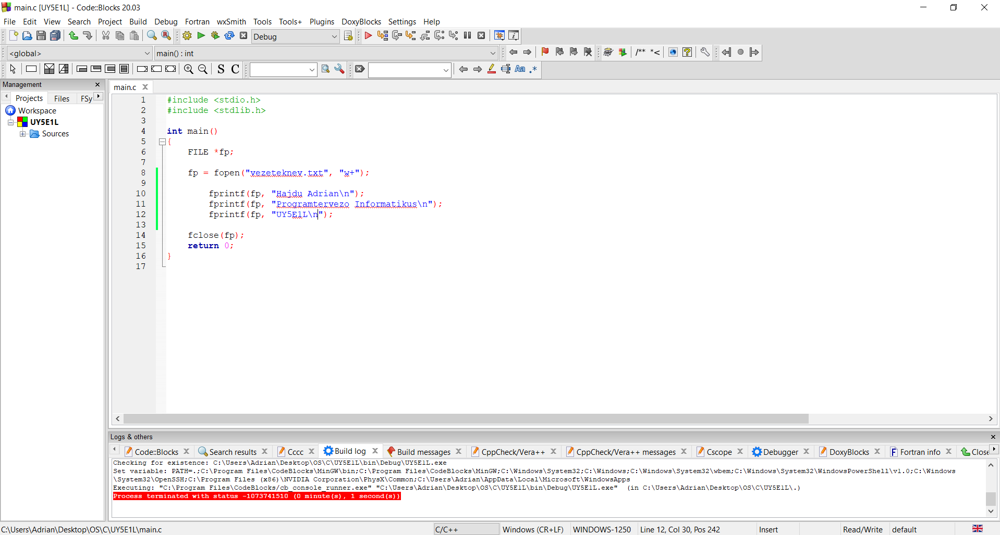 main.c [UY5E1L] - Code::Blocks 20.03
File Edit View Search Project Build Debug Fortran wxSmith Tools Tools+ Plugins DoxyBlocks Settings Help
Debug
<global> main() : int /** *<
S C Aa .*
Management
Projects Files FSy
Workspace
UY5E1L
Sources
main.c
1 #include <stdio.h>
2 #include <stdlib.h>
3
4 int main()
5 {
6 FILE *fp;
7
8 fp = fopen("vezeteknev.txt", "w+");
9
10 fprintf(fp, "Hajdu Adrian\n");
11 fprintf(fp, "Programtervezo Informatikus\n");
12 fprintf(fp, "UY5E1L\n");
13
14 fclose(fp);
15 return 0;
16 }
17
Logs & others
Code::Blocks Search results Cccc Build log Build messages CppCheck/Vera++ CppCheck/Vera++ messages Cscope Debugger DoxyBlocks Fortran info Close
Checking for existence: C:\Users\Adrian\Desktop\OS\C\UY5E1L\bin\Debug\UY5E1L.exe
Set variable: PATH=.;C:\Program Files\CodeBlocks\MinGW\bin;C:\Program Files\CodeBlocks\MinGW;C:\Windows\System32;C:\Windows;C:\Windows\System32\wbem;C:\Windows\System32\WindowsPowerShell\v1.0;C:\Windows
\System32\OpenSSH;C:\Program Files (x86)\NVIDIA Corporation\PhysX\Common;C:\Users\Adrian\AppData\Local\Microsoft\WindowsApps
Executing: "C:\Program Files\CodeBlocks/cb_console_runner.exe" "C:\Users\Adrian\Desktop\OS\C\UY5E1L\bin\Debug\UY5E1L.exe" (in C:\Users\Adrian\Desktop\OS\C\UY5E1L\.)
Process terminated with status -1073741510 (0 minute(s), 1 second(s))
C:\Users\Adrian\Desktop\OS\C\UY5E1L\main.c C/C++ Windows (CR+LF) WINDOWS-1250 Line 12, Col 30, Pos 242 Insert Read/Write default